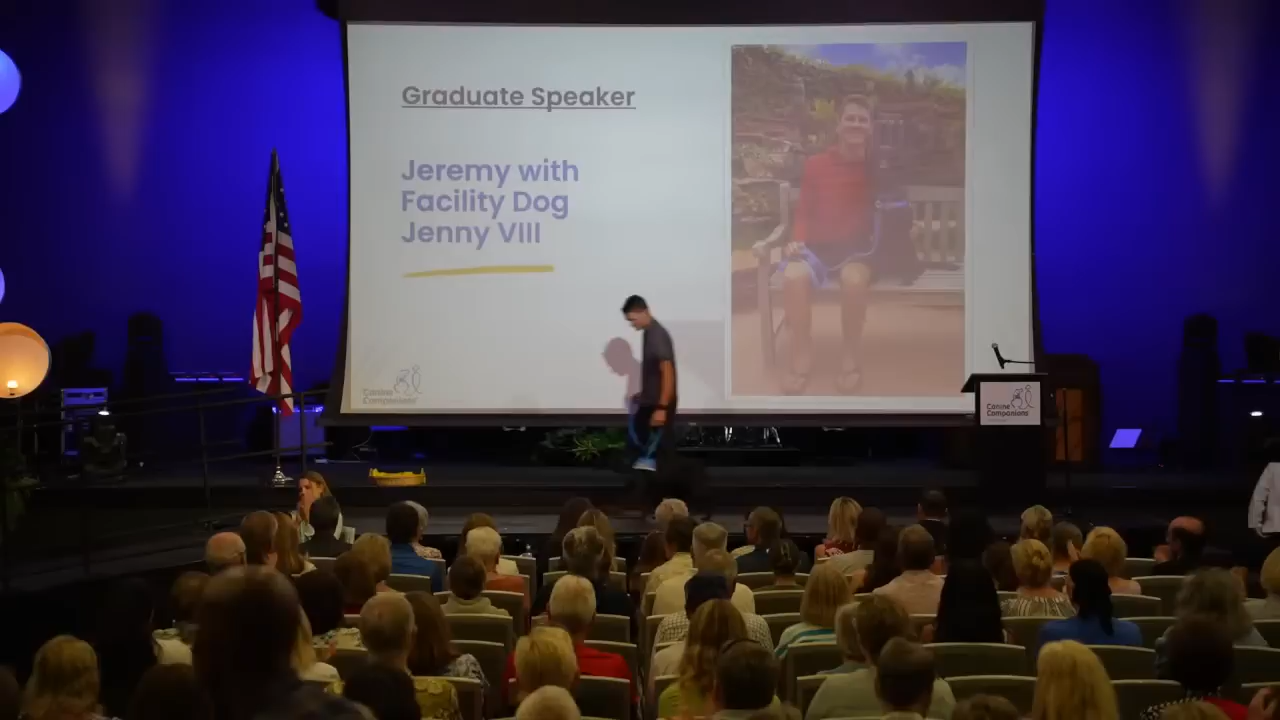 Graduate Speaker
Jeremy with
Facility Dog
Jenny VIII
Canine
Companions
Canine
Companions